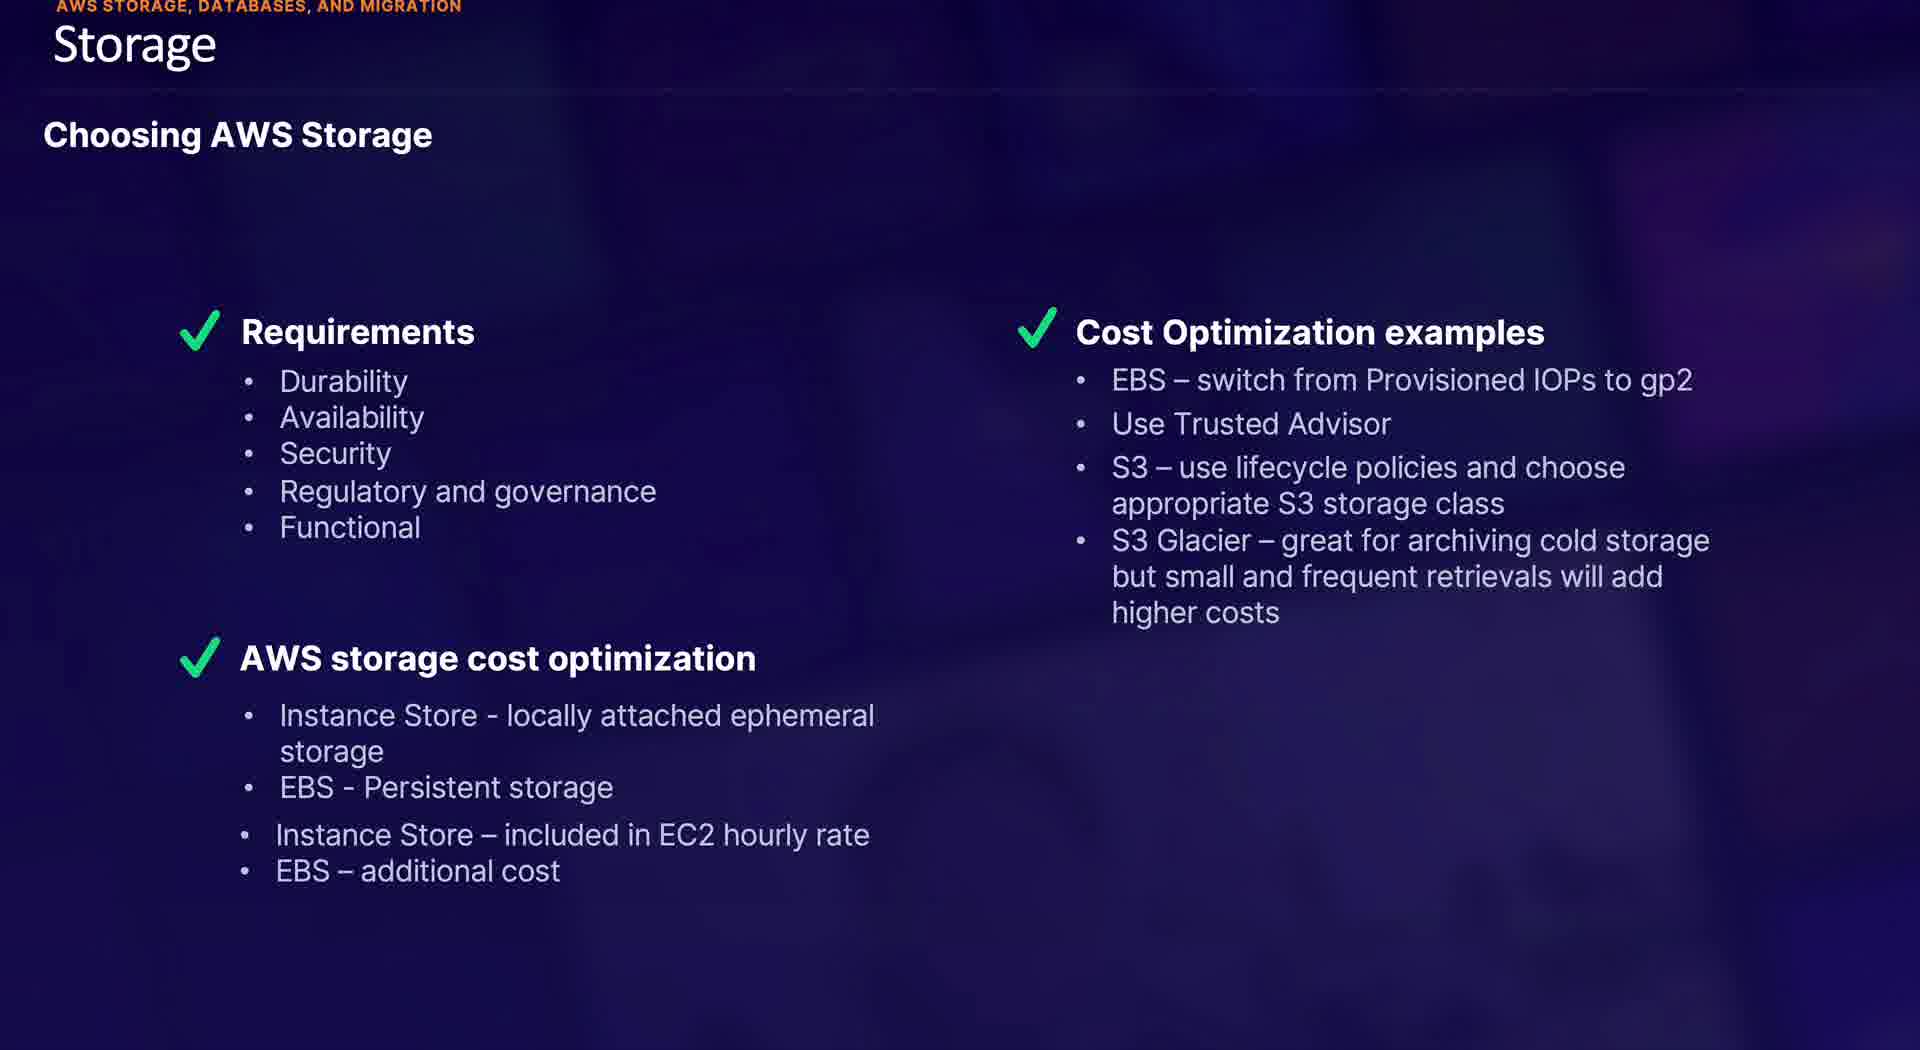 AWS STORAGE, DATABASES, AND MIGRATION
Storage
Choosing AWS Storage
Requirements
• Durability
• Availability
• Security
• Regulatory and governance
• Functional
AWS storage cost optimization
• Instance Store - locally attached ephemeral
storage
• EBS - Persistent storage
• Instance Store – included in EC2 hourly rate
• EBS – additional cost
Cost Optimization examples
• EBS – switch from Provisioned IOPs to gp2
• Use Trusted Advisor
• S3 – use lifecycle policies and choose
appropriate S3 storage class
• S3 Glacier – great for archiving cold storage
but small and frequent retrievals will add
higher costs